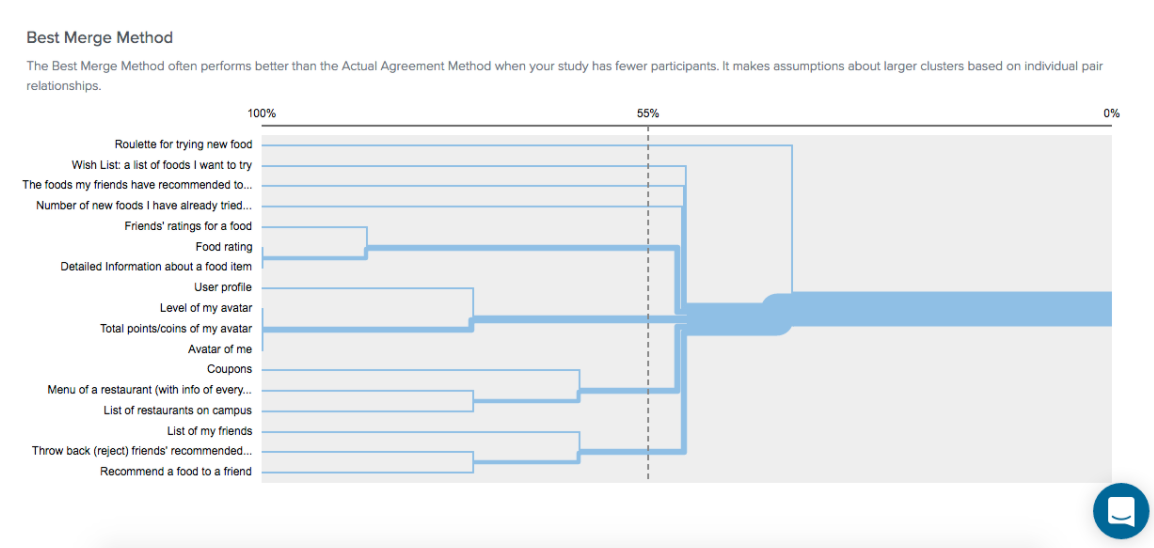 Best Merge Method
The Best Merge Method often performs better than the Actual Agreement Method when your study has fewer participants. It makes assumptions about larger clusters based on individual pair
relationships.
100% 55% 0%
Roulette for trying new food
Wish List: a list of foods I want to try
The foods my friends have recommended to...
Number of new foods I have already tried...
Friends' ratings for a food
Food rating
Detailed Information about a food item
User profile
Level of my avatar
Total points/coins of my avatar
Avatar of me
Coupons
Menu of a restaurant (with info of every...
List of restaurants on campus
List of my friends
Throw back (reject) friends' recommended...
Recommend a food to a friend